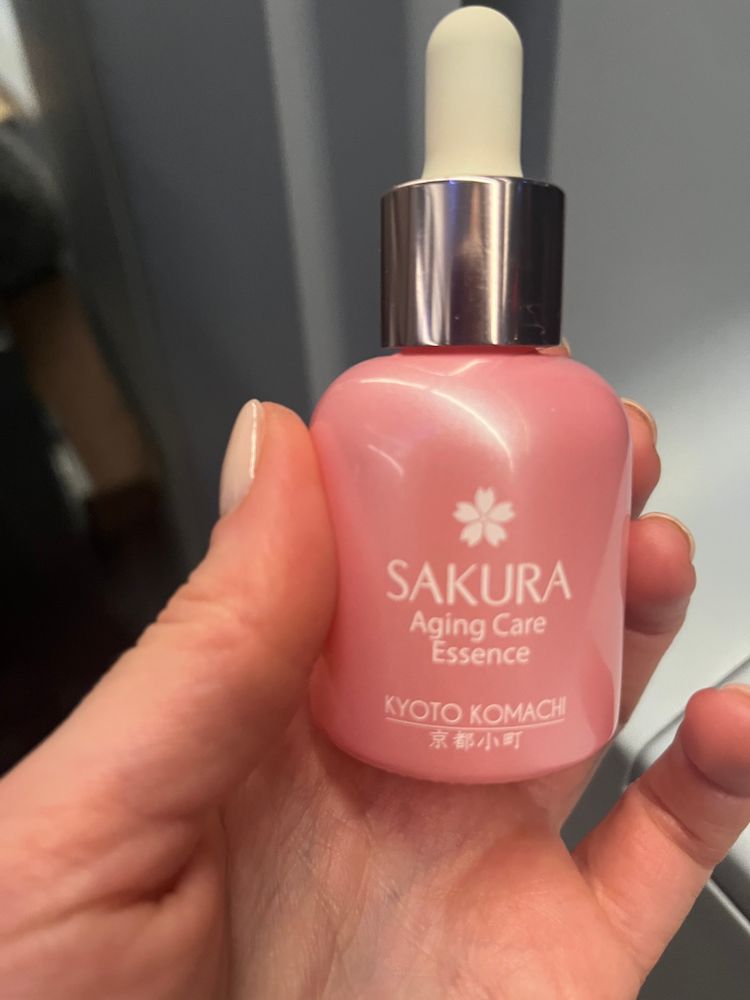 SAKURA
Aging Care
Essence
KYOTO KOMACHI
京都小町